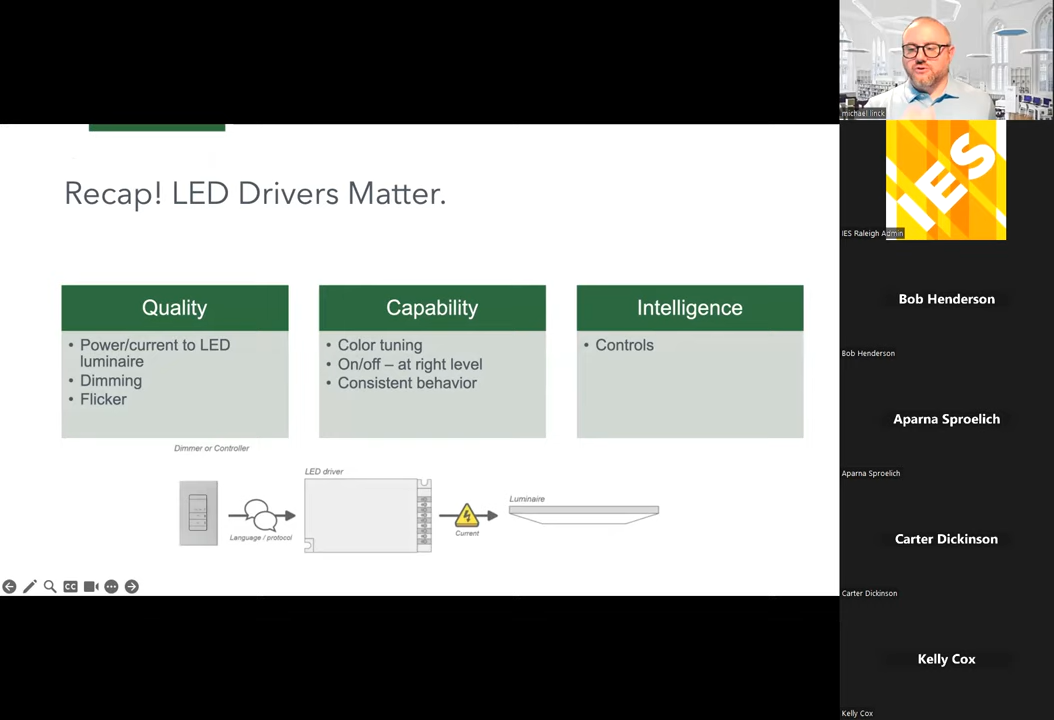 Recap! LED Drivers Matter.
Quality
• Power/current to LED
luminaire
• Dimming
• Flicker
Capability
• Color tuning
• On/off – at right level
• Consistent behavior
Intelligence
• Controls
Dimmer or Controller
Language / protocol
LED driver
Current
Luminaire
CC
michael linck
IES
IES Raleigh Admin
Bob Henderson
Bob Henderson
Aparna Sproelich
Aparna Sproelich
Carter Dickinson
Carter Dickinson
Kelly Cox
Kelly Cox